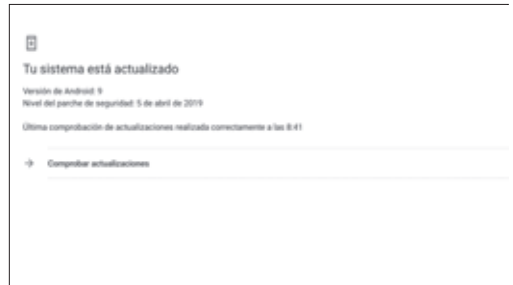 Tu sistema está actualizado
Versión de Android: 9
Nivel del parche de seguridad: 5 de abril de 2019
Última comprobación de actualizaciones realizada correctamente a las 8:41
Comprobar actualizaciones